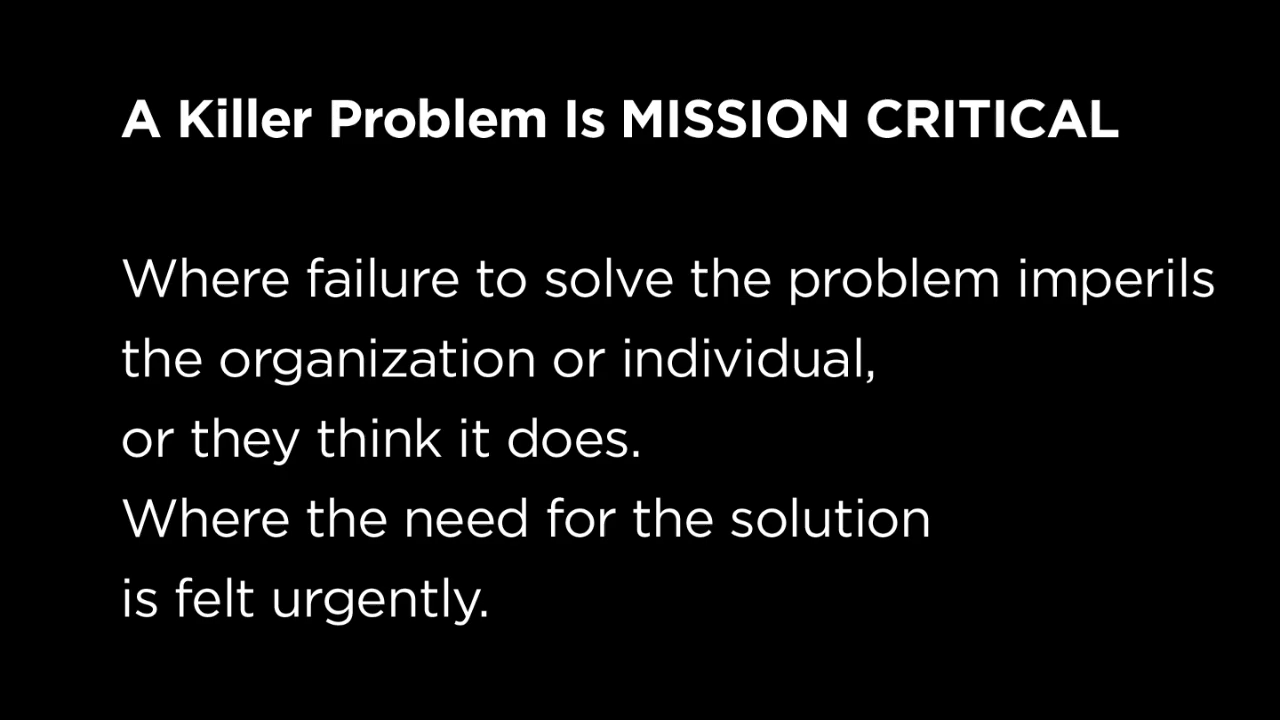 A Killer Problem Is MISSION CRITICAL
Where failure to solve the problem imperils
the organization or individual,
or they think it does.
Where the need for the solution
is felt urgently.